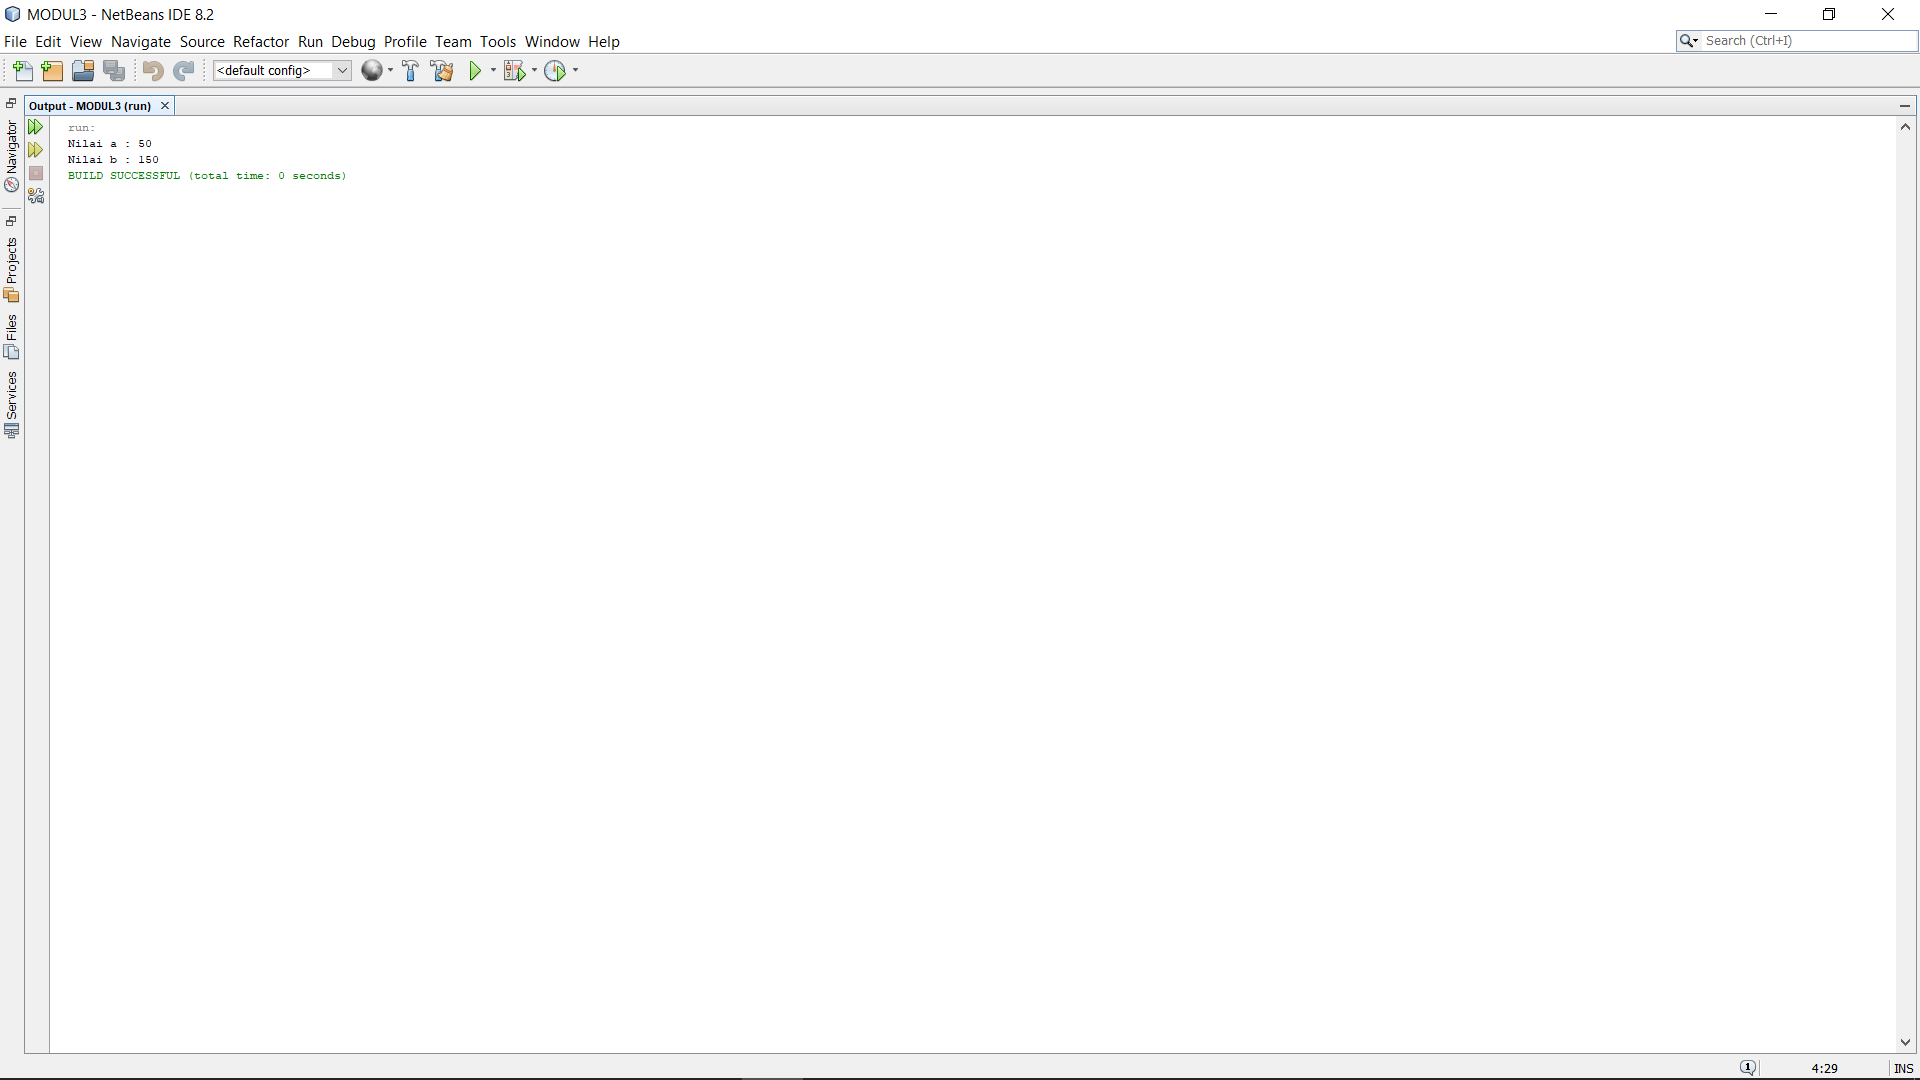 MODUL3 - NetBeans IDE 8.2
File Edit View Navigate Source Refactor Run Debug Profile Team Tools Window Help
Search (Ctrl+I)
<default config>
Output - MODUL3 (run)
run:
Nilai a : 50
Nilai b : 150
BUILD SUCCESSFUL (total time: 0 seconds)
Navigator
Projects
Files
Services
1
4:29
INS